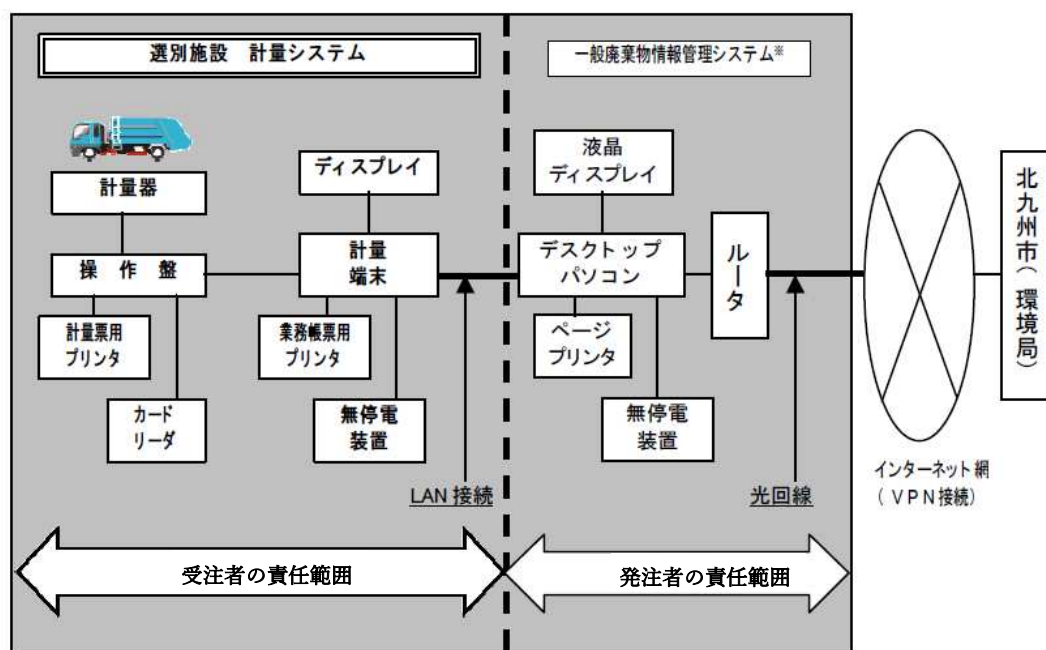 選別施設　計量システム
一般廃棄物情報管理システム※
計量器
操 作 盤
計量票用
プリンタ
カード
リーダ
ディスプレイ
計量
端末
業務帳票用
プリンタ
無停電
装置
LAN 接続
液晶
ディスプレイ
デスクトップ
パソコン
ルータ
ページ
プリンタ
無停電
装置
光回線
インターネット網
（ＶＰＮ接続）
北九州市（環境局）
受注者の責任範囲
発注者の責任範囲